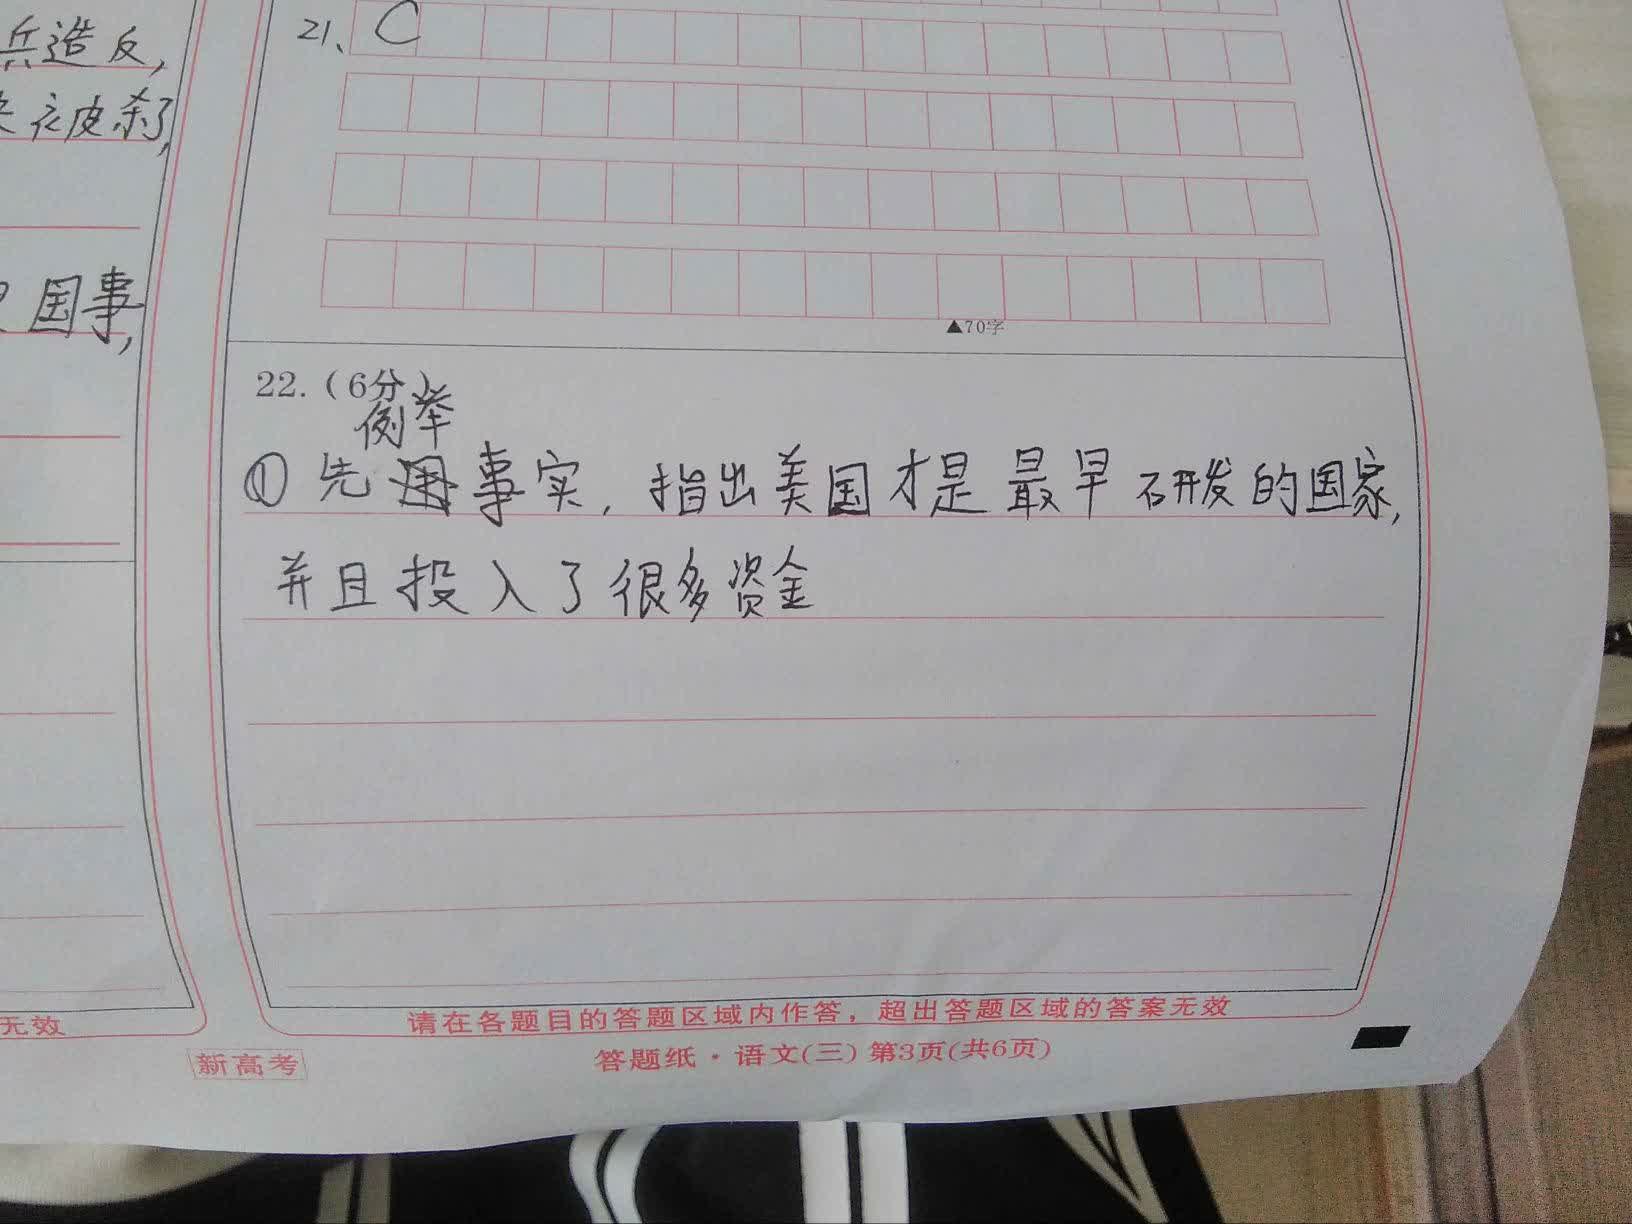 兵造反,
被杀了,
国事,
无效
21、C
▲70字
22.(6分)
例举
①先事实,指出美国才是最早研发的国家,
并且投入了很多资金
请在各题目的答题区域内作答，超出答题区域的答案无效
新高考
答题纸·语文(三) 第3页(共6页)